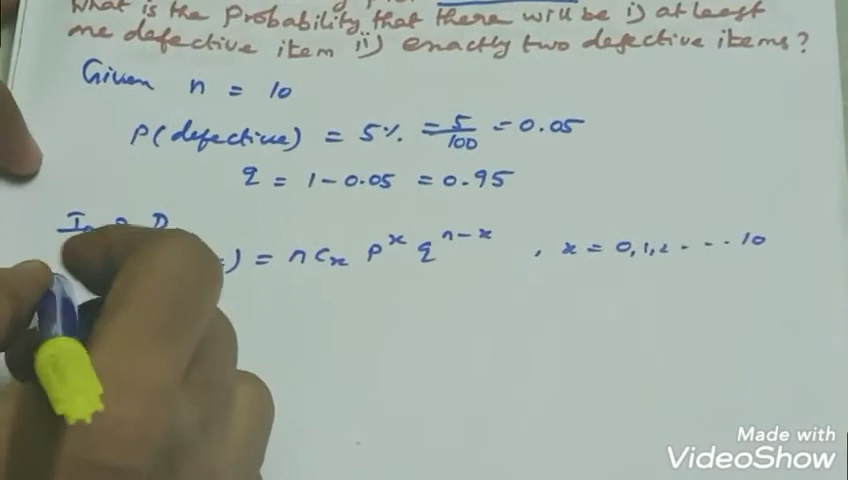 What is the Probability that there will be i) at least
one defective item ii) exactly two defective items?
Given n = 10
P(defective) = 5% = 5/100 = 0.05
q = 1 - 0.05 = 0.95
) = nCx p^x q^n-x , x = 0,1,2 - - - 10
Made with
VideoShow